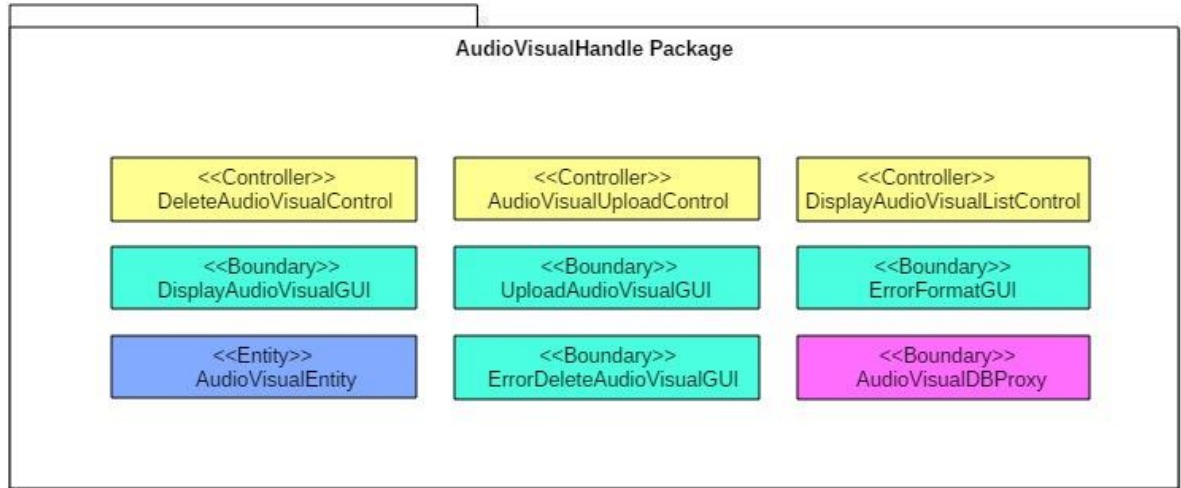 AudioVisualHandle Package
<<Controller>>
DeleteAudioVisualControl
<<Controller>>
AudioVisualUploadControl
<<Controller>>
DisplayAudioVisualListControl
<<Boundary>>
DisplayAudioVisualGUI
<<Boundary>>
UploadAudioVisualGUI
<<Boundary>>
ErrorFormatGUI
<<Entity>>
AudioVisualEntity
<<Boundary>>
ErrorDeleteAudioVisualGUI
<<Boundary>>
AudioVisualDBProxy